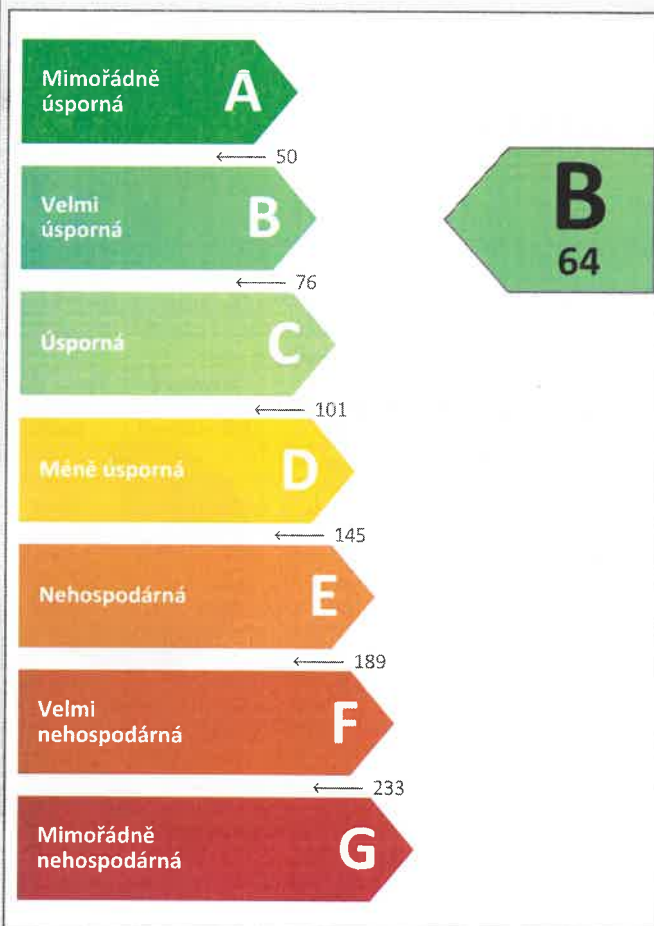 Mimořádně
úsporná
A
← 50
B
64
Velmi
úsporná
B
← 76
Úsporná
C
← 101
Méně úsporná
D
← 145
Nehospodárná
E
← 189
Velmi
nehospodárná
F
← 233
Mimořádně
nehospodárná
G